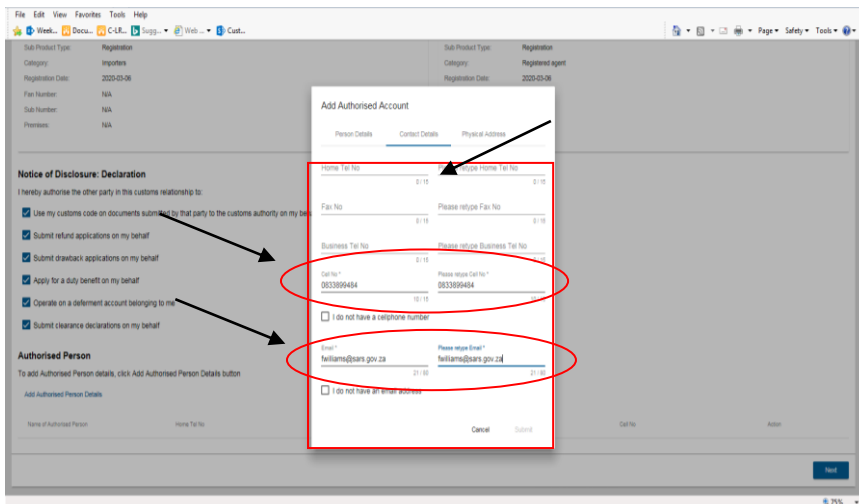 File Edit View Favorites Tools Help
Week... Docu... C-LR... Sugg... Web ... Cust...
Page Safety Tools
Sub Product Type: Registration
Sub Product Type: Registration
Category: Importers
Category: Registered agent
Registration Date: 2020-03-06
Registration Date: 2020-03-06
Fan Number: N/A
Sub Number: N/A
Premises: N/A
Add Authorised Account
Person Details Contact Details Physical Address
Home Tel No retype Home Tel No
0 / 15 0 / 15
Fax No Please retype Fax No
0 / 15 0 / 15
Business Tel No Please retype Business Tel No
0 / 15
Cell No * Please retype Cell No *
0833899484 0833899484
10 / 15
I do not have a cellphone number
Email * Please retype Email *
fwilliams@sars.gov.za fwilliams@sars.gov.za
21 / 80 21 / 80
I do not have an email address
Cancel Submit
Notice of Disclosure: Declaration
I hereby authorise the other party in this customs relationship to:
Use my customs code on documents submitted by that party to the customs authority on my
Submit refund applications on my behalf
Submit drawback applications on my behalf
Apply for a duty benefit on my behalf
Operate on a deferment account belonging to me
Submit clearance declarations on my behalf
Authorised Person
To add Authorised Person details, click Add Authorised Person Details button
Add Authorised Person Details
Name of Authorised Person Home Tel No Cell No Action
Next
75%